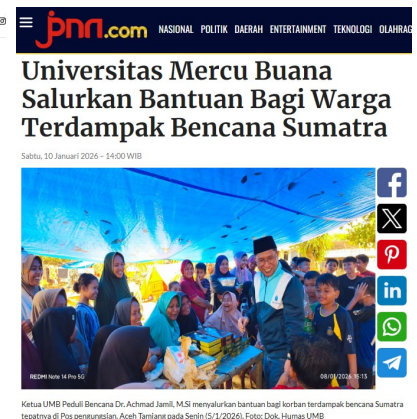 jpnn.com NASIONAL POLITIK DAERAH ENTERTAINMENT TEKNOLOGI OLAHRAG
Universitas Mercu Buana
Salurkan Bantuan Bagi Warga
Terdampak Bencana Sumatra
Sabtu, 10 Januari 2026 – 14:00 WIB
REDMI Note 14 Pro 5G
08/01/2026 15:13
Ketua UMB Peduli Bencana Dr. Achmad Jamil, M.Si menyalurkan bantuan bagi korban terdampak bencana Sumatra
tepatnya di Pos pengungsian, Aceh Tamiang pada Senin (5/1/2026). Foto: Dok. Humas UMB